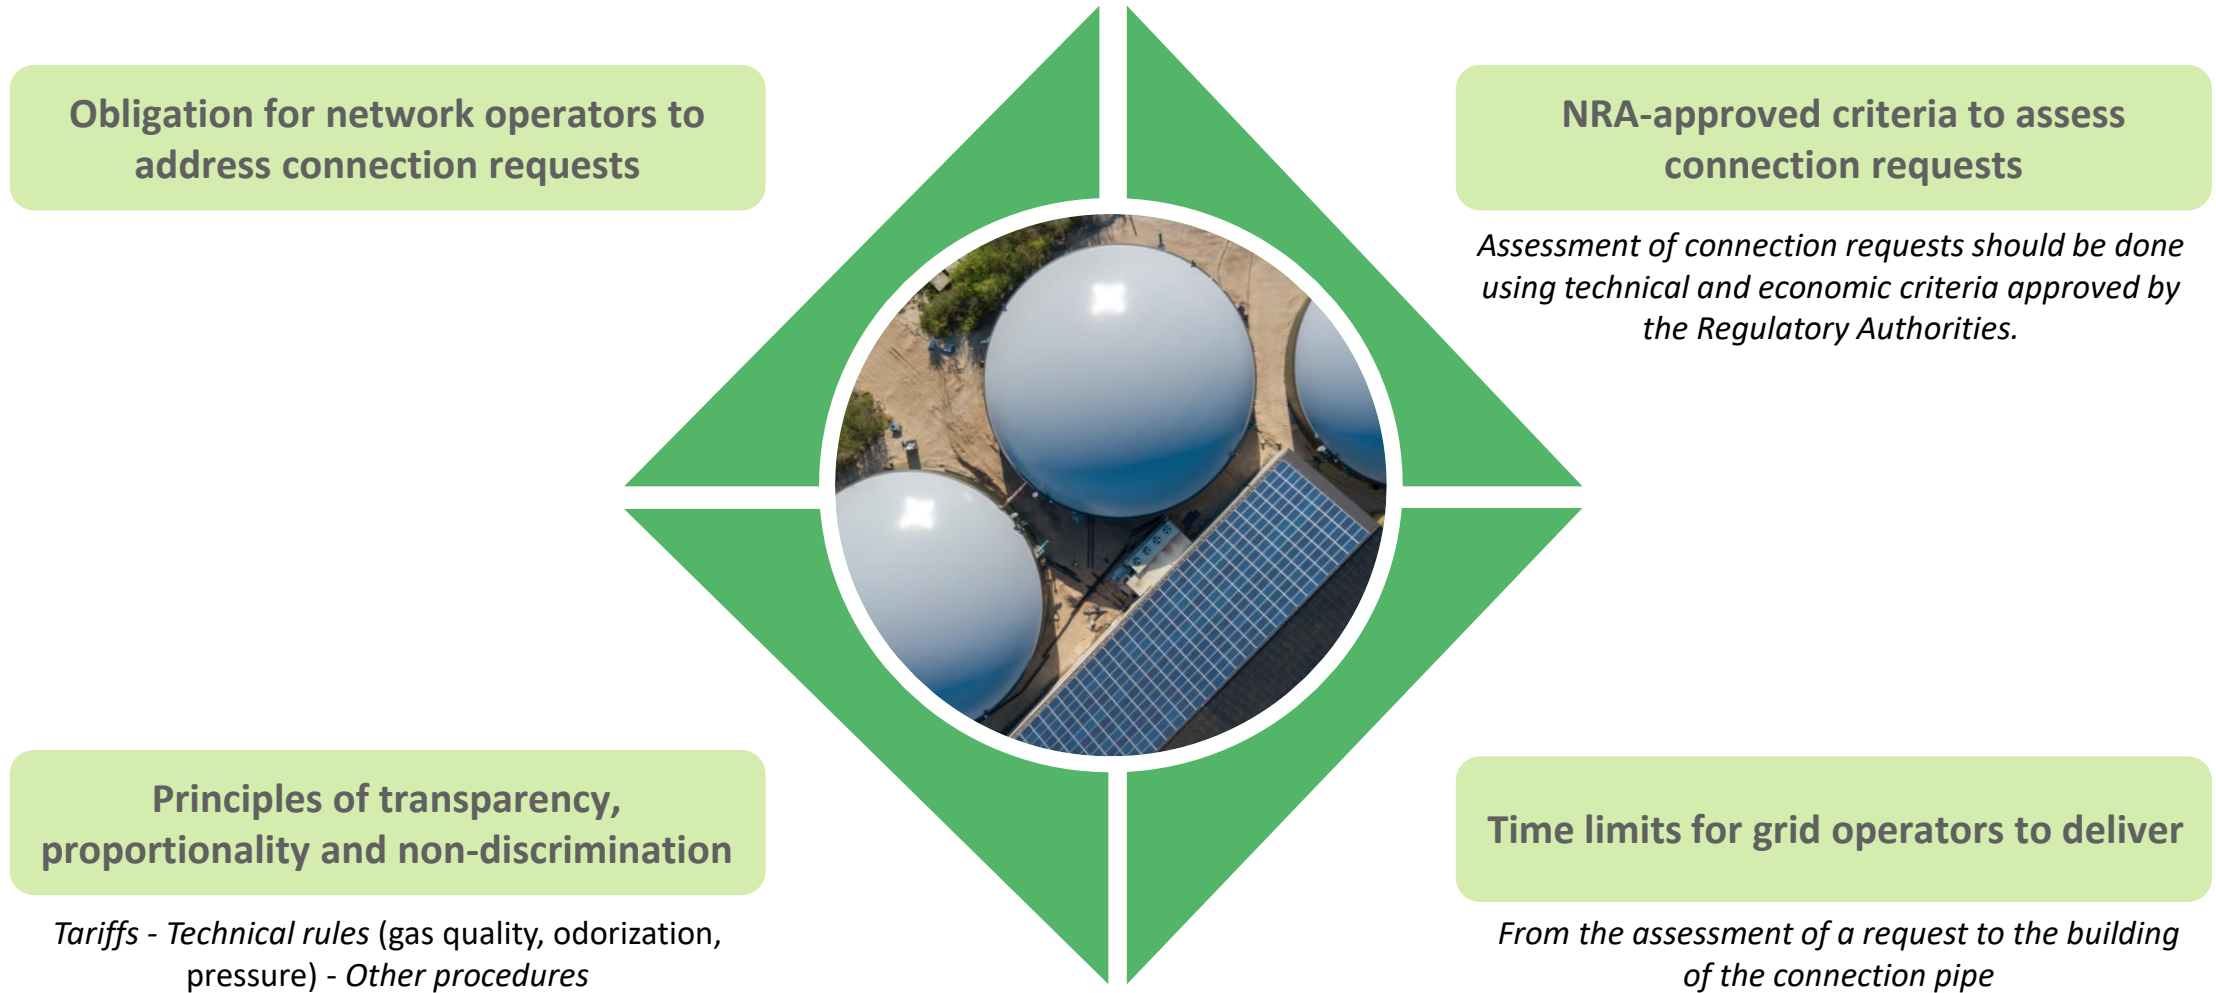 Obligation for network operators to
address connection requests
NRA-approved criteria to assess
connection requests
Assessment of connection requests should be done
using technical and economic criteria approved by
the Regulatory Authorities.
Principles of transparency,
proportionality and non-discrimination
Tariffs - Technical rules (gas quality, odorization,
pressure) - Other procedures
Time limits for grid operators to deliver
From the assessment of a request to the building
of the connection pipe